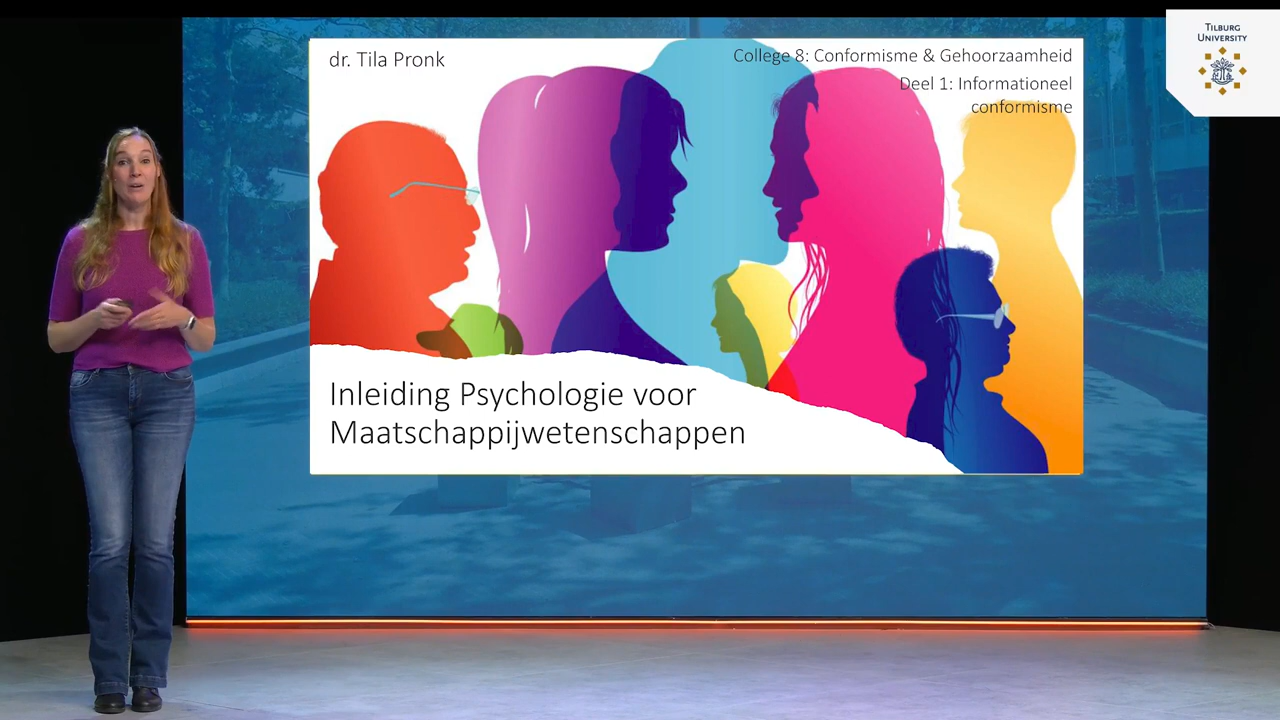 dr. Tila Pronk
College 8: Conformisme & Gehoorzaamheid
Deel 1: Informationeel
conformisme
Inleiding Psychologie voor
Maatschappijwetenschappen
TILBURG
UNIVERSITY